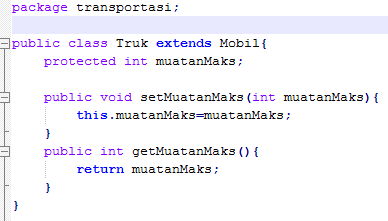 package transportasi;
public class Truk extends Mobil{
    protected int muatanMaks;
    public void setMuatanMaks(int muatanMaks){
        this.muatanMaks=muatanMaks;
    }
    public int getMuatanMaks(){
        return muatanMaks;
    }
}